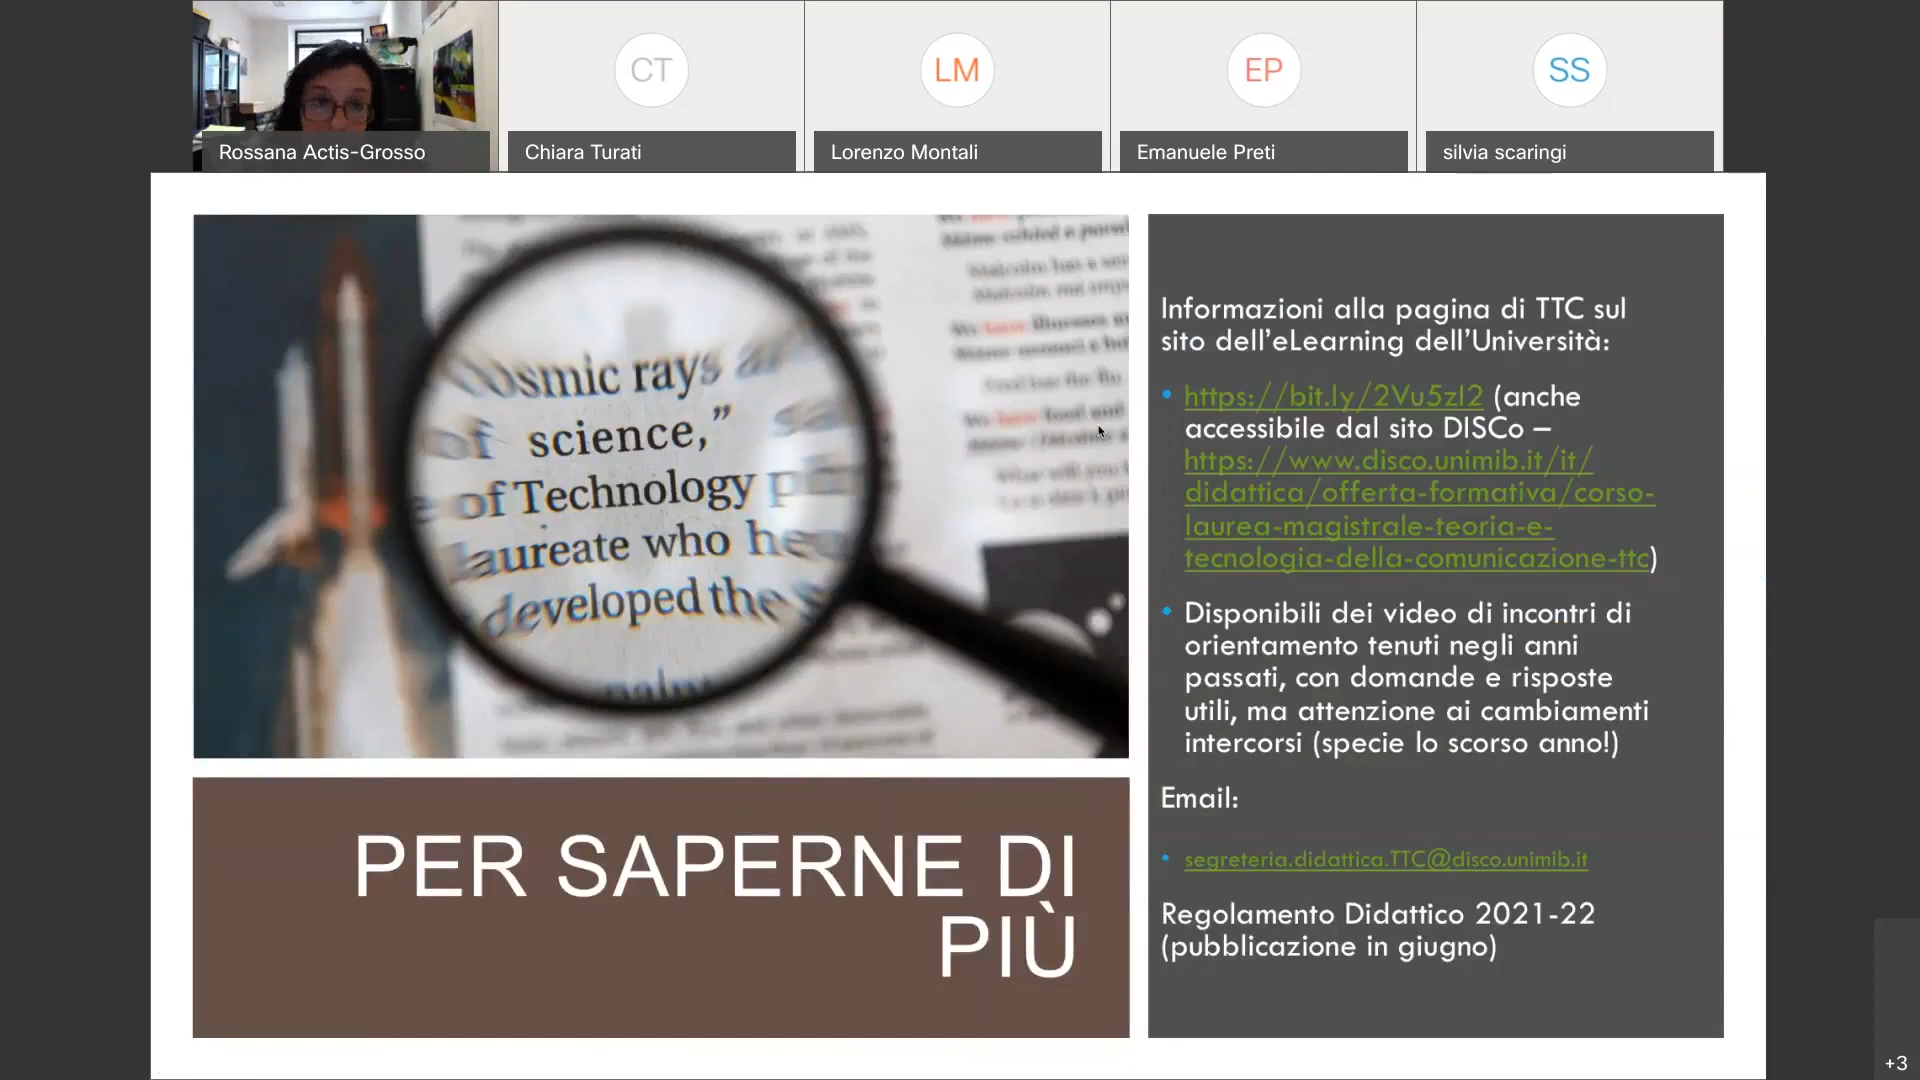 CT
LM
EP
SS
Rossana Actis-Grosso
Chiara Turati
Lorenzo Montali
Emanuele Preti
silvia scaringi
osmic rays
of science,”
of Technology
laureate who
developed the
Informazioni alla pagina di TTC sul
sito dell’eLearning dell’Università:
• https://bit.ly/2Vu5zI2 (anche
accessibile dal sito DISCo –
https://www.disco.unimib.it/it/
didattica/offerta-formativa/corso-
laurea-magistrale-teoria-e-
tecnologia-della-comunicazione-ttc)
• Disponibili dei video di incontri di
orientamento tenuti negli anni
passati, con domande e risposte
utili, ma attenzione ai cambiamenti
intercorsi (specie lo scorso anno!)
Email:
• segreteria.didattica.TTC@disco.unimib.it
Regolamento Didattico 2021-22
(pubblicazione in giugno)
PER SAPERNE DI
PIÙ
+3